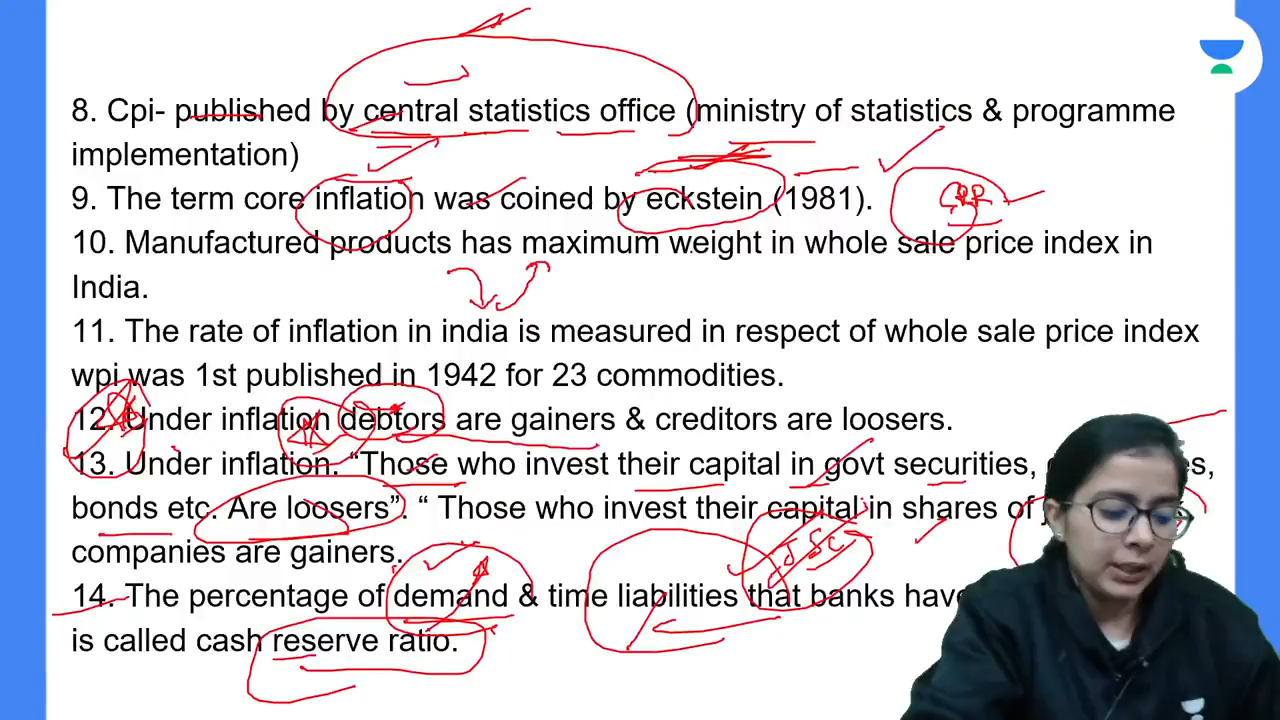 8. Cpi- published by central statistics office (ministry of statistics & programme
implementation)
9. The term core inflation was coined by eckstein (1981).
CRR
10. Manufactured products has maximum weight in whole sale price index in
India.
11. The rate of inflation in india is measured in respect of whole sale price index
wpi was 1st published in 1942 for 23 commodities.
12. Under inflation debtors are gainers & creditors are loosers.
13. Under inflation. “Those who invest their capital in govt securities,
bonds etc. Are loosers”. “ Those who invest their capital in shares of
companies are gainers.
JSC
14. The percentage of demand & time liabilities that banks have
is called cash reserve ratio.